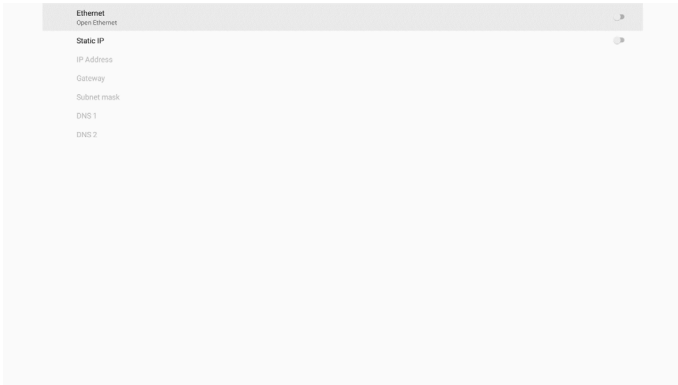 Ethernet
Open Ethernet
Static IP
IP Address
Gateway
Subnet mask
DNS 1
DNS 2